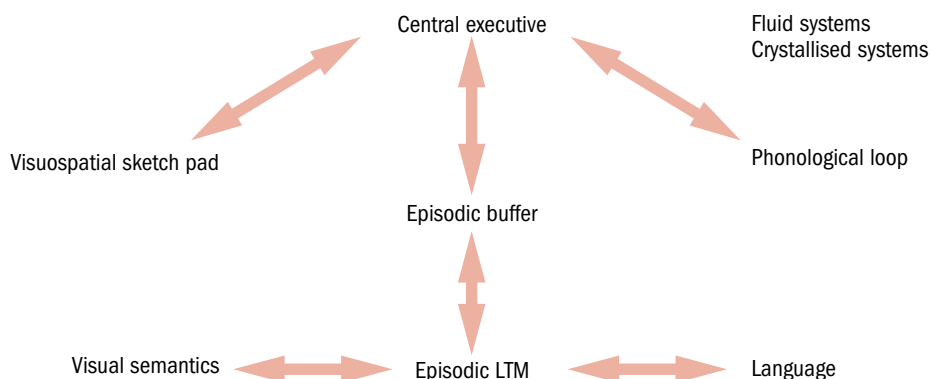 Central executive
Fluid systems
Crystallised systems
Visuospatial sketch pad
Phonological loop
Episodic buffer
Visual semantics
Episodic LTM
Language